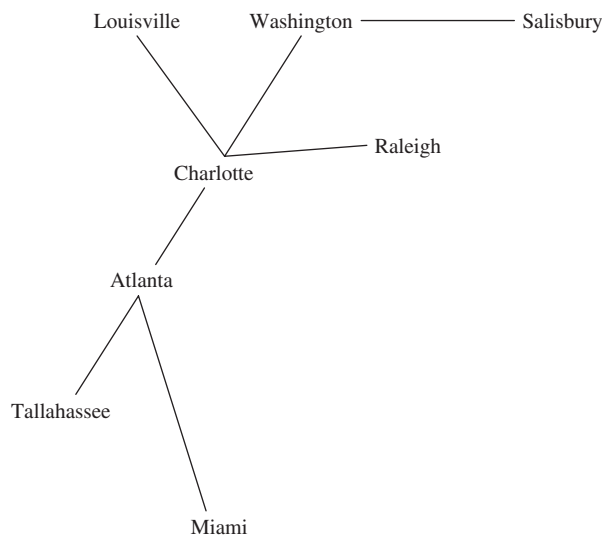 Louisville
Washington
Salisbury
Raleigh
Charlotte
Atlanta
Tallahassee
Miami